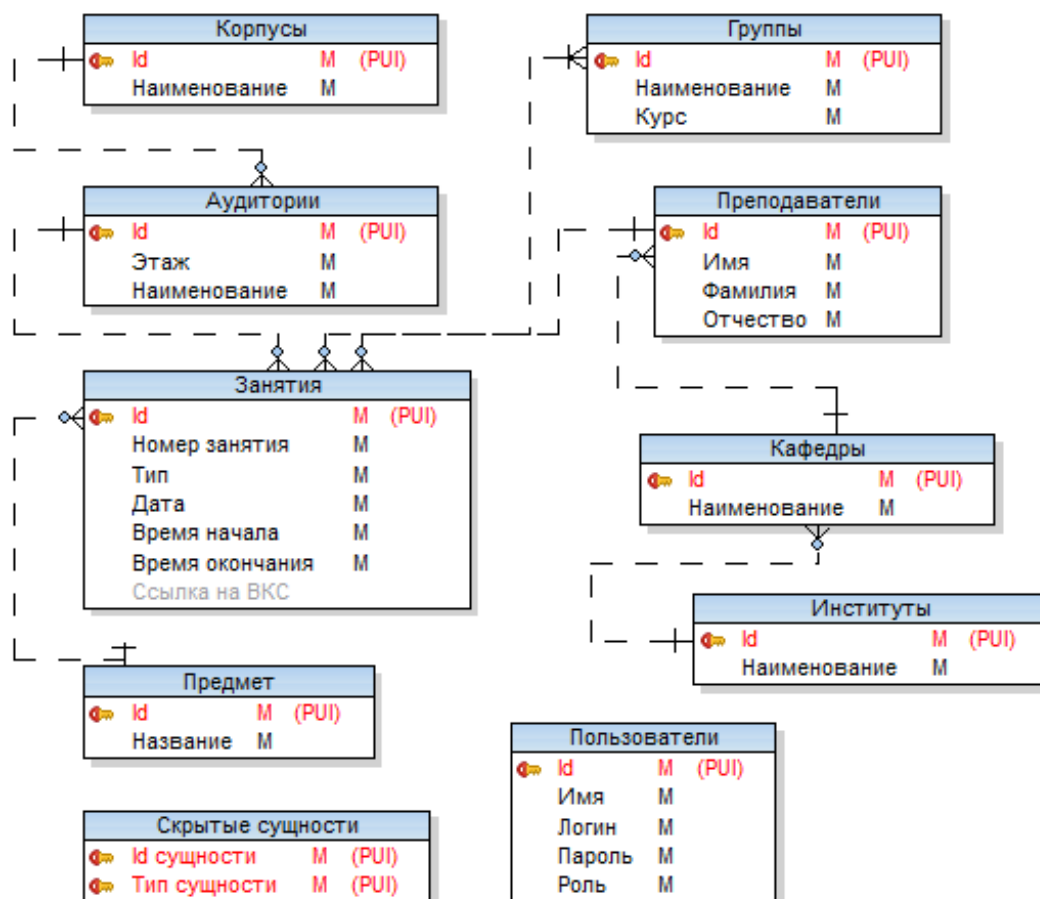 Корпусы
Id M (PUI)
Наименование M
Группы
Id M (PUI)
Наименование M
Курс M
Аудитории
Id M (PUI)
Этаж M
Наименование M
Преподаватели
Id M (PUI)
Имя M
Фамилия M
Отчество M
Занятия
Id M (PUI)
Номер занятия M
Тип M
Дата M
Время начала M
Время окончания M
Ссылка на ВКС
Кафедры
Id M (PUI)
Наименование M
Институты
Id M (PUI)
Наименование M
Предмет
Id M (PUI)
Название M
Пользователи
Id M (PUI)
Имя M
Логин M
Пароль M
Роль M
Скрытые сущности
Id сущности M (PUI)
Тип сущности M (PUI)